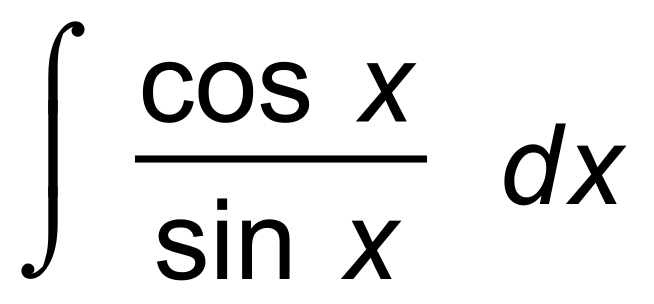 ∫ cos x / sin x dx